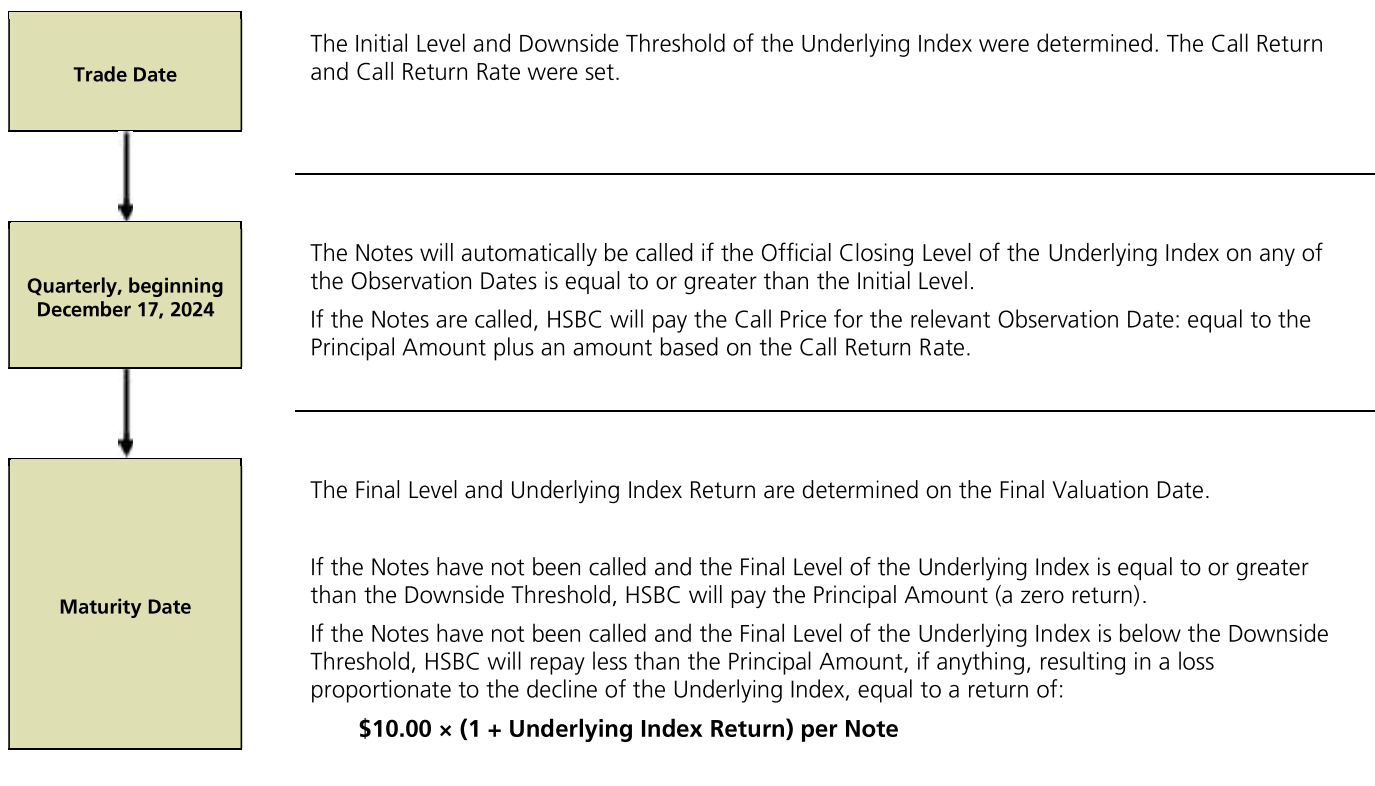 Trade Date
The Initial Level and Downside Threshold of the Underlying Index were determined. The Call Return
and Call Return Rate were set.
Quarterly, beginning
December 17, 2024
The Notes will automatically be called if the Official Closing Level of the Underlying Index on any of
the Observation Dates is equal to or greater than the Initial Level.
If the Notes are called, HSBC will pay the Call Price for the relevant Observation Date: equal to the
Principal Amount plus an amount based on the Call Return Rate.
Maturity Date
The Final Level and Underlying Index Return are determined on the Final Valuation Date.
If the Notes have not been called and the Final Level of the Underlying Index is equal to or greater
than the Downside Threshold, HSBC will pay the Principal Amount (a zero return).
If the Notes have not been called and the Final Level of the Underlying Index is below the Downside
Threshold, HSBC will repay less than the Principal Amount, if anything, resulting in a loss
proportionate to the decline of the Underlying Index, equal to a return of:
$10.00 × (1 + Underlying Index Return) per Note